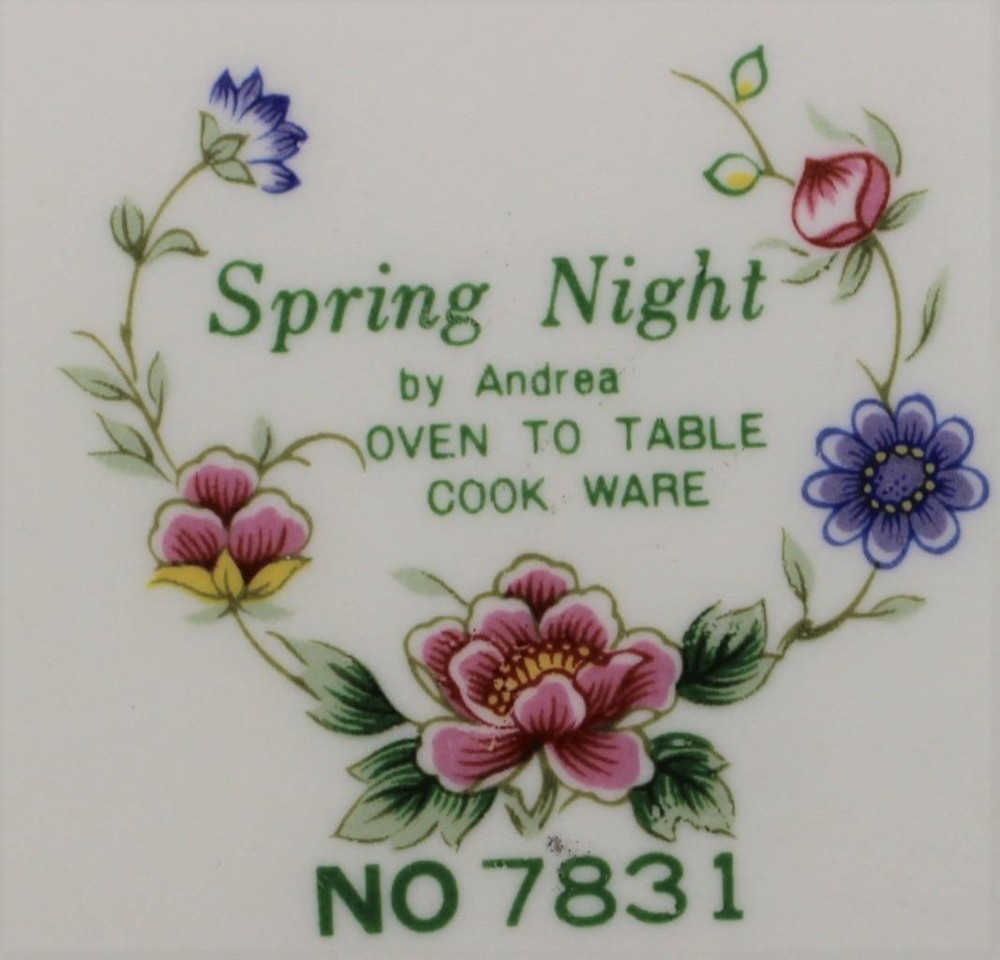 Spring Night
by Andrea
OVEN TO TABLE
COOK WARE
NO 7831